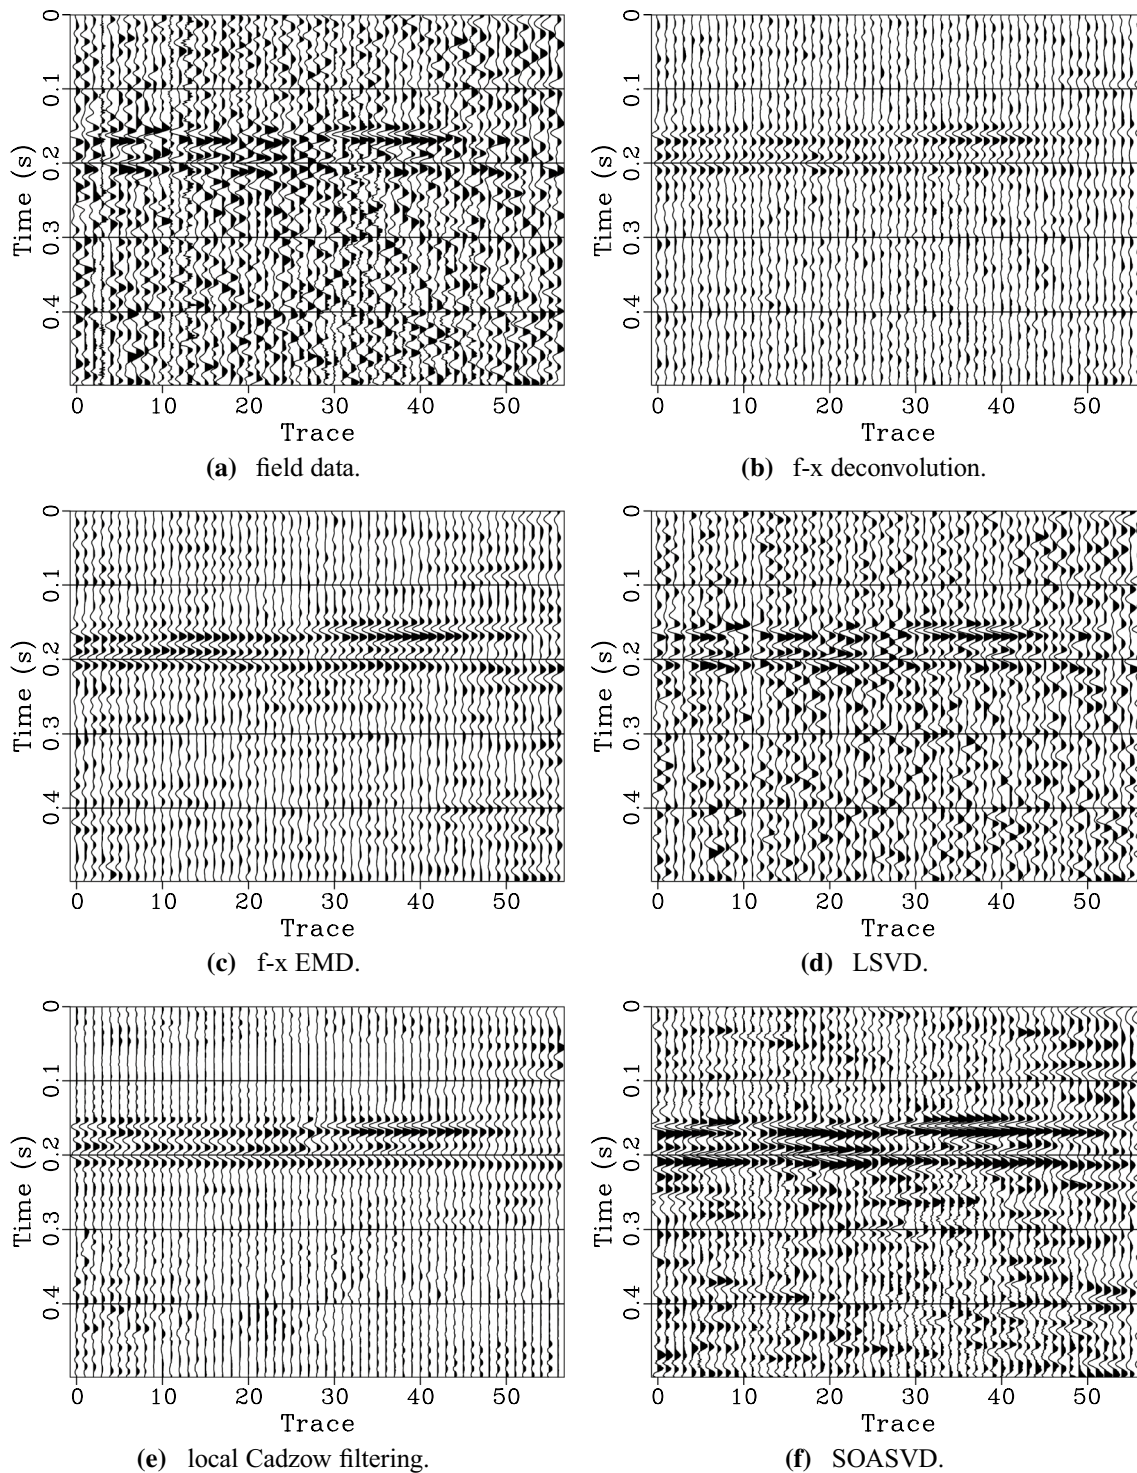 0
0.1
0.2
0.3
0.4
Time (s)
0 10 20 30 40 50
Trace
(a) field data.
0
0.1
0.2
0.3
0.4
Time (s)
0 10 20 30 40 50
Trace
(b) f-x deconvolution.
0
0.1
0.2
0.3
0.4
Time (s)
0 10 20 30 40 50
Trace
(c) f-x EMD.
0
0.1
0.2
0.3
0.4
Time (s)
0 10 20 30 40 50
Trace
(d) LSVD.
0
0.1
0.2
0.3
0.4
Time (s)
0 10 20 30 40 50
Trace
(e) local Cadzow filtering.
0
0.1
0.2
0.3
0.4
Time (s)
0 10 20 30 40 50
Trace
(f) SOASVD.